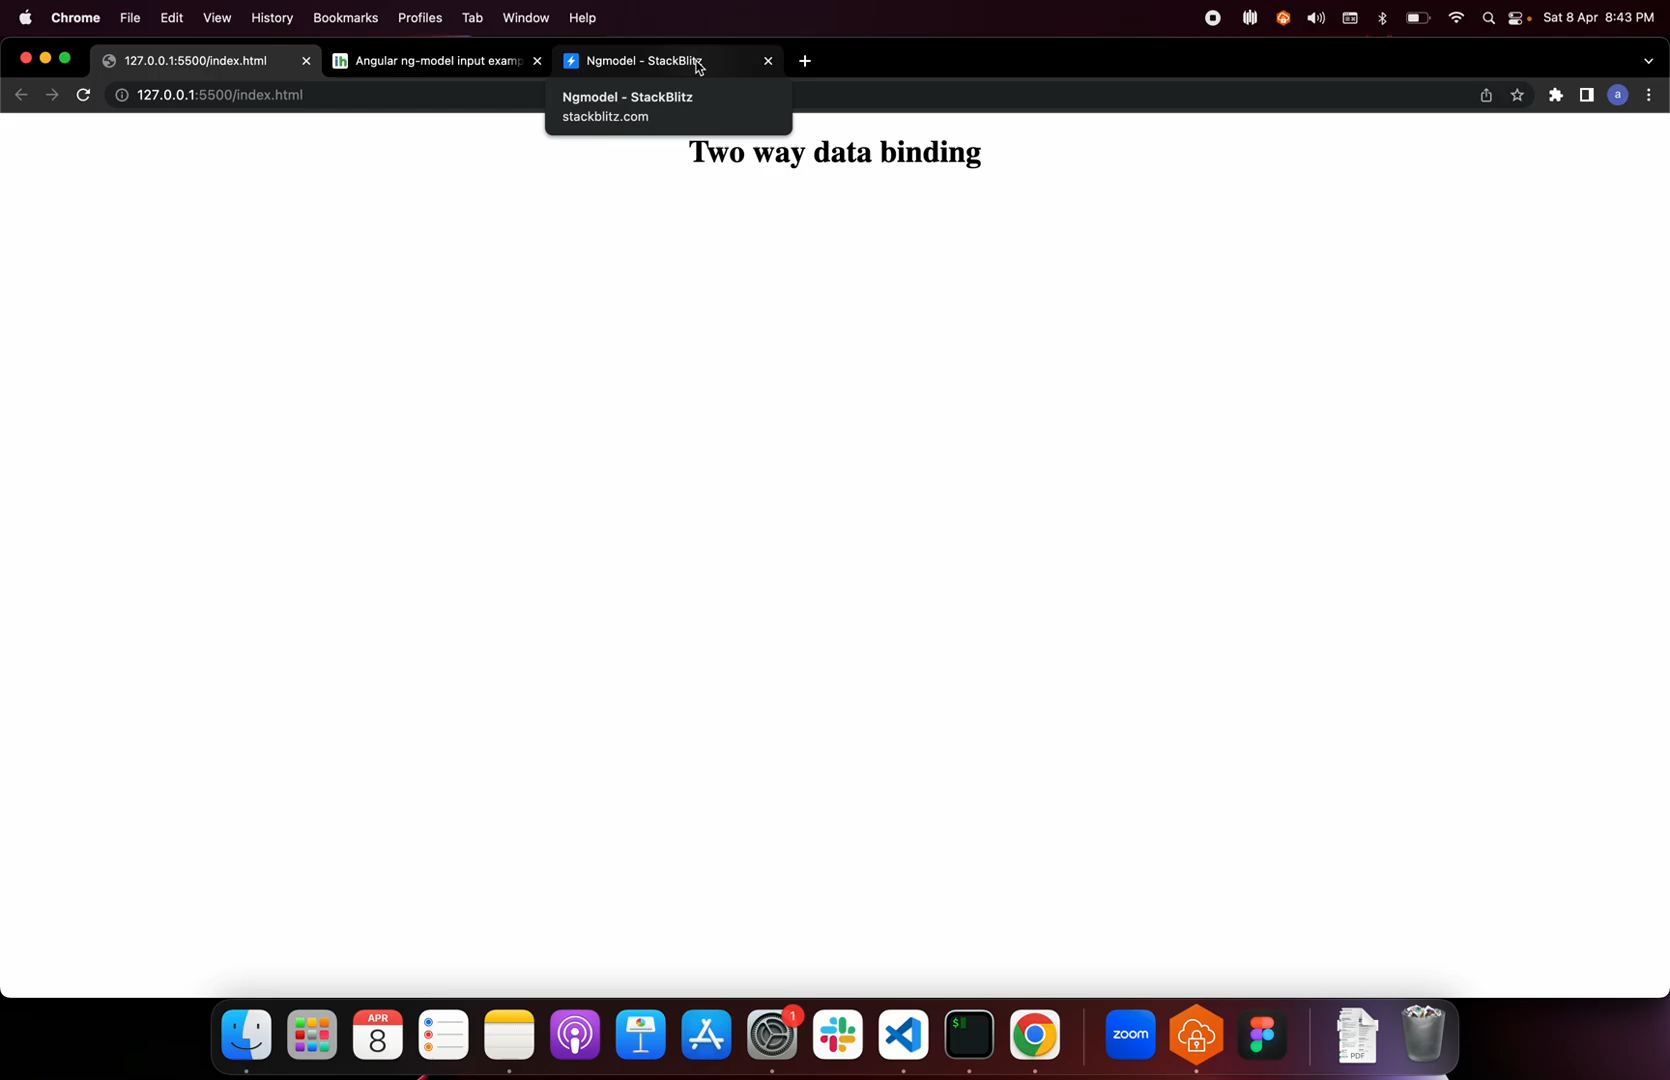 Chrome File Edit View History Bookmarks Profiles Tab Window Help Sat 8 Apr 8:43 PM
127.0.0.1:5500/index.html Angular ng-model input examp Ngmodel - StackBlitz
127.0.0.1:5500/index.html a
Ngmodel - StackBlitz
stackblitz.com
Two way data binding
APR
8
1
$
zoom
PDF